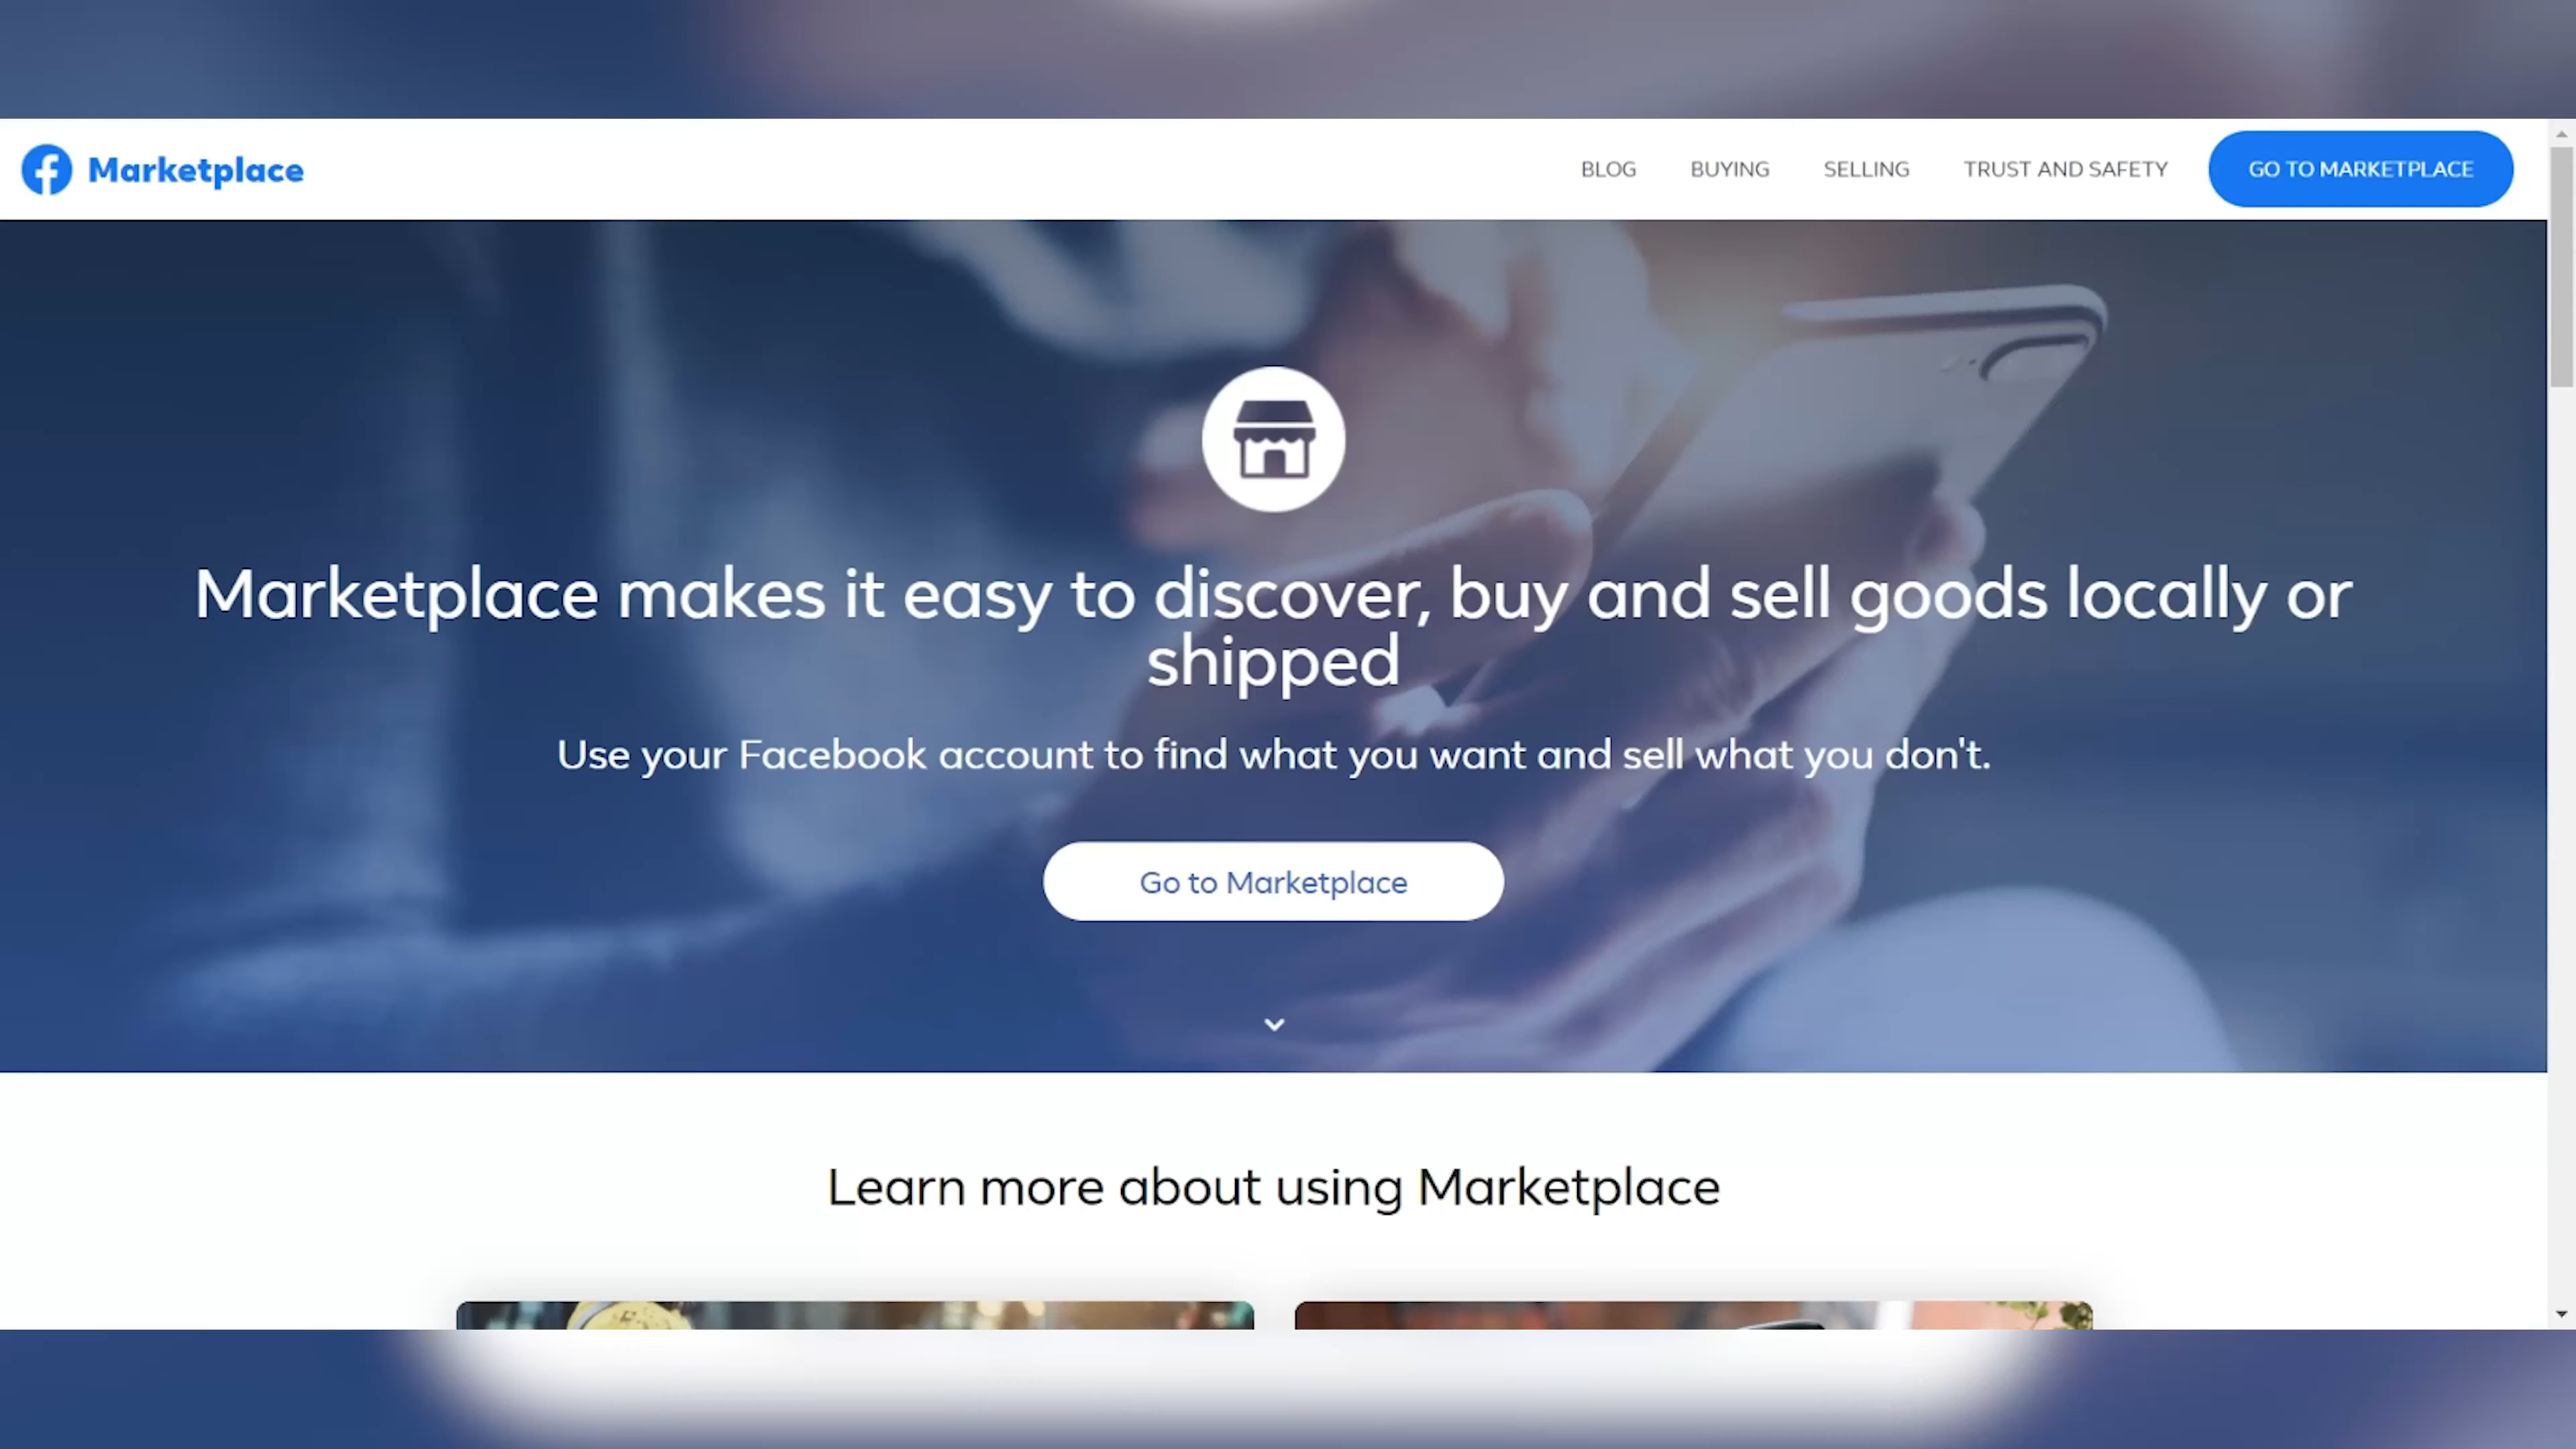 Marketplace
BLOG
BUYING
SELLING
TRUST AND SAFETY
GO TO MARKETPLACE
Marketplace makes it easy to discover, buy and sell goods locally or
shipped
Use your Facebook account to find what you want and sell what you don't.
Go to Marketplace
Learn more about using Marketplace